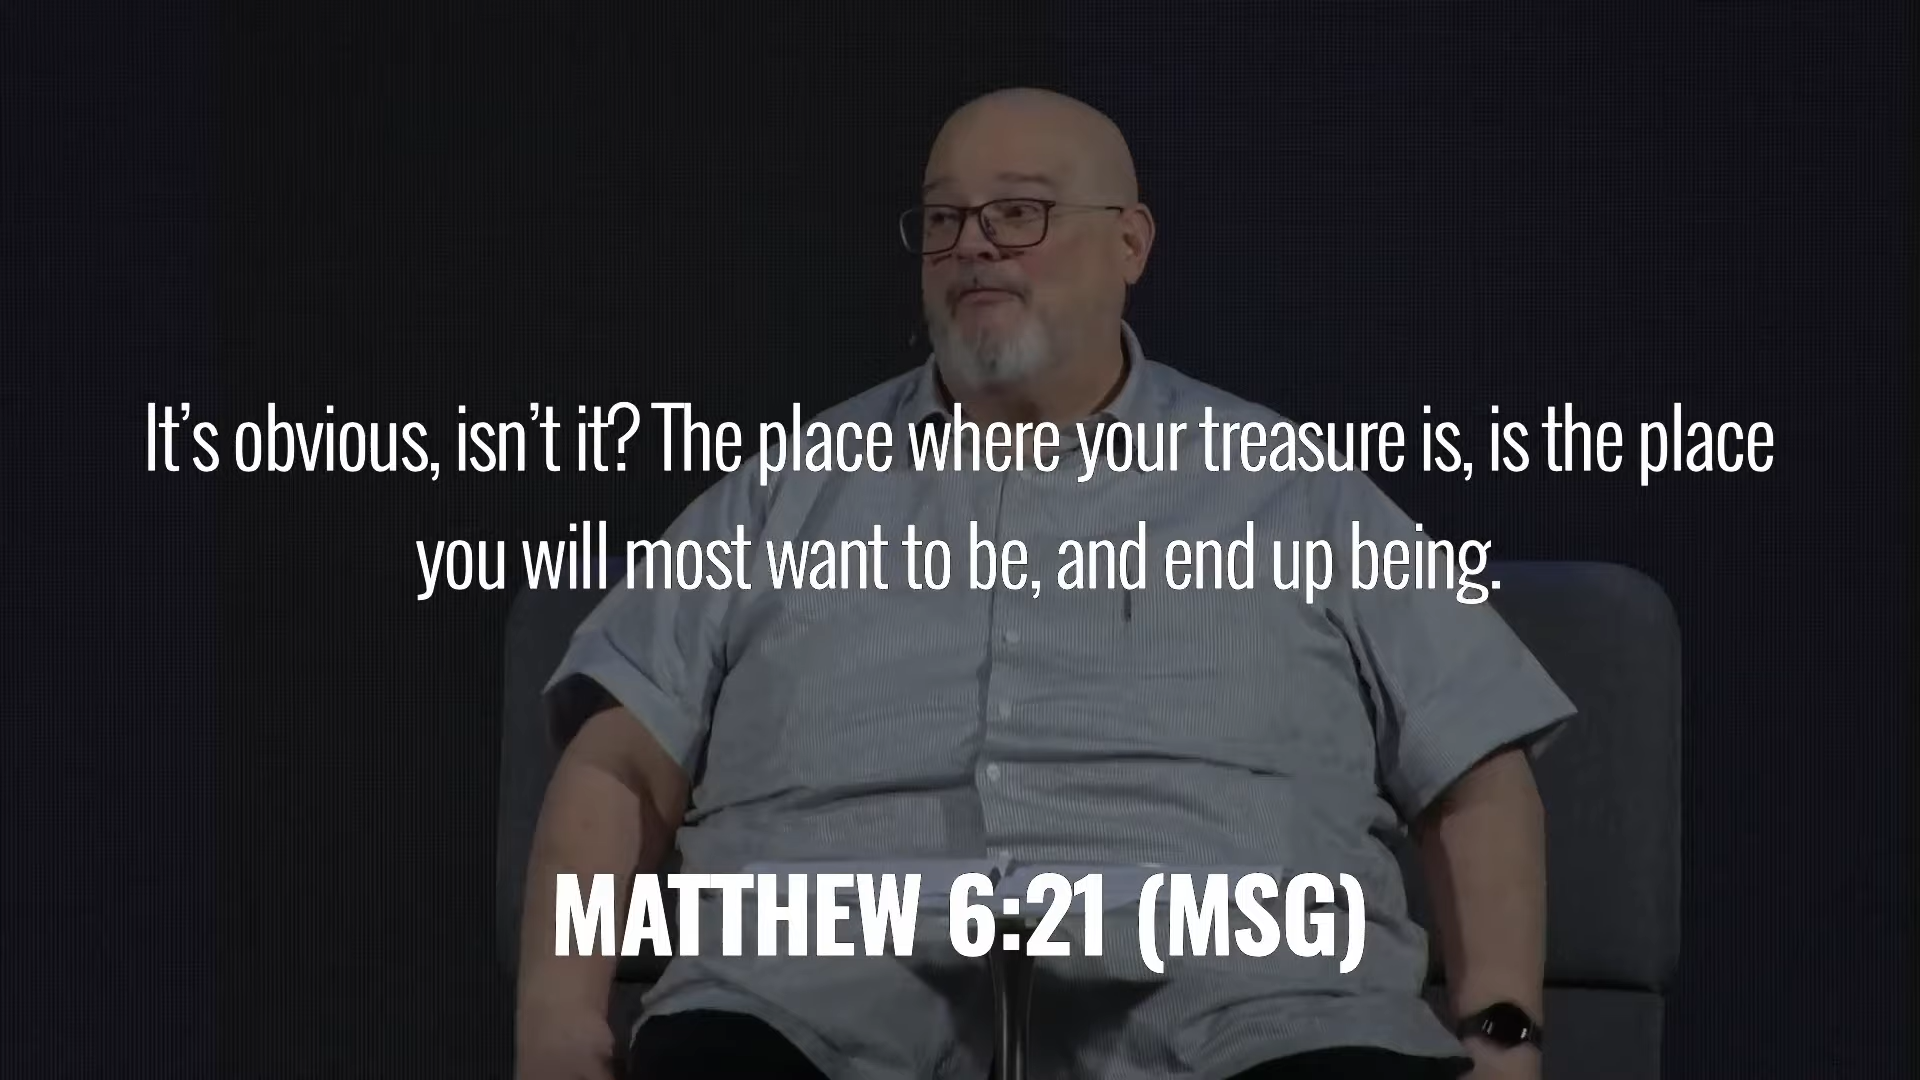 It’s obvious, isn’t it? The place where your treasure is, is the place
you will most want to be, and end up being.
MATTHEW 6:21 (MSG)